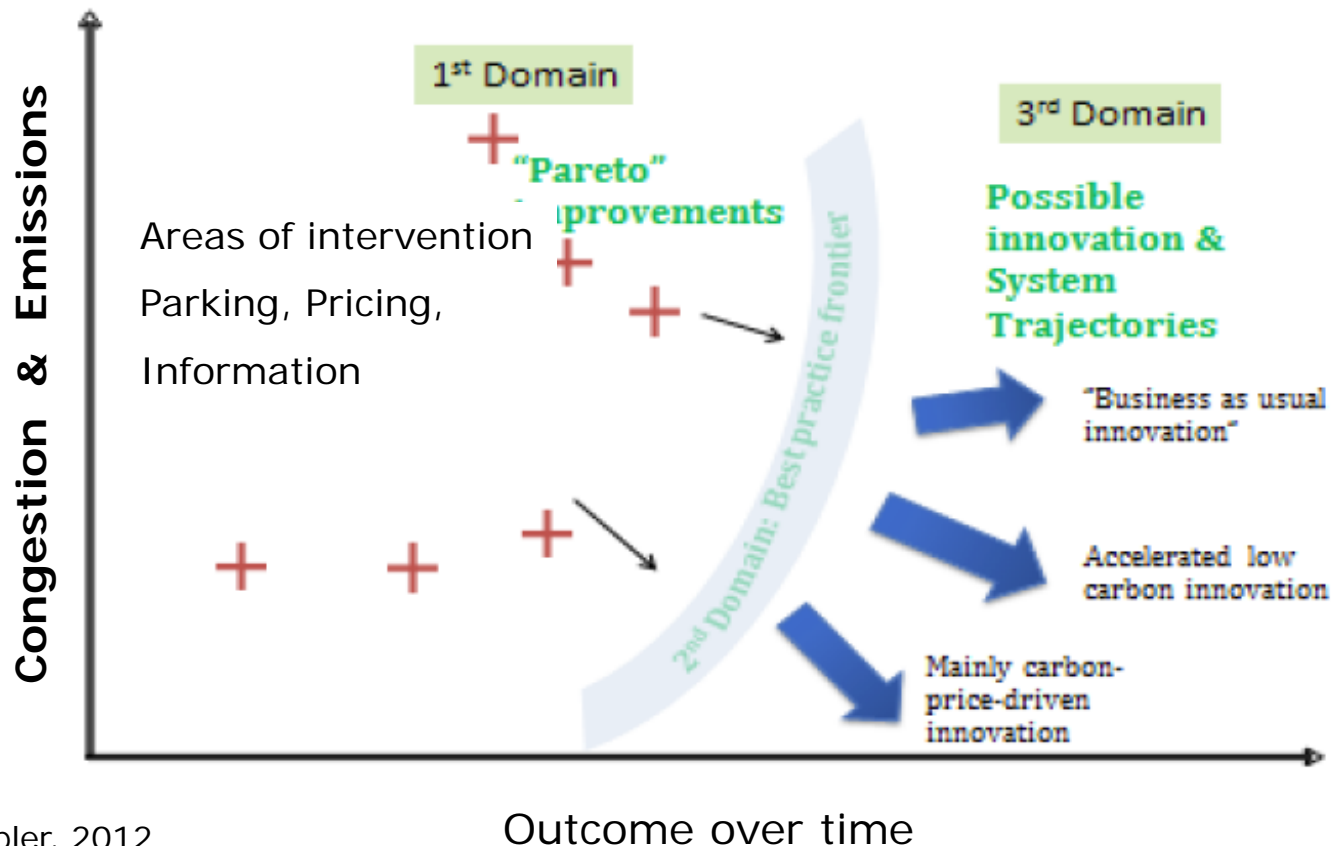 1st Domain
3rd Domain
"Pareto"
provements
Areas of intervention
Parking, Pricing,
Information
Congestion & Emissions
2nd Domain: Best practice frontier
Possible
innovation &
System
Trajectories
"Business as usual
innovation"
Accelerated low
carbon innovation
Mainly carbon-
price-driven
innovation
Outcome over time
2012